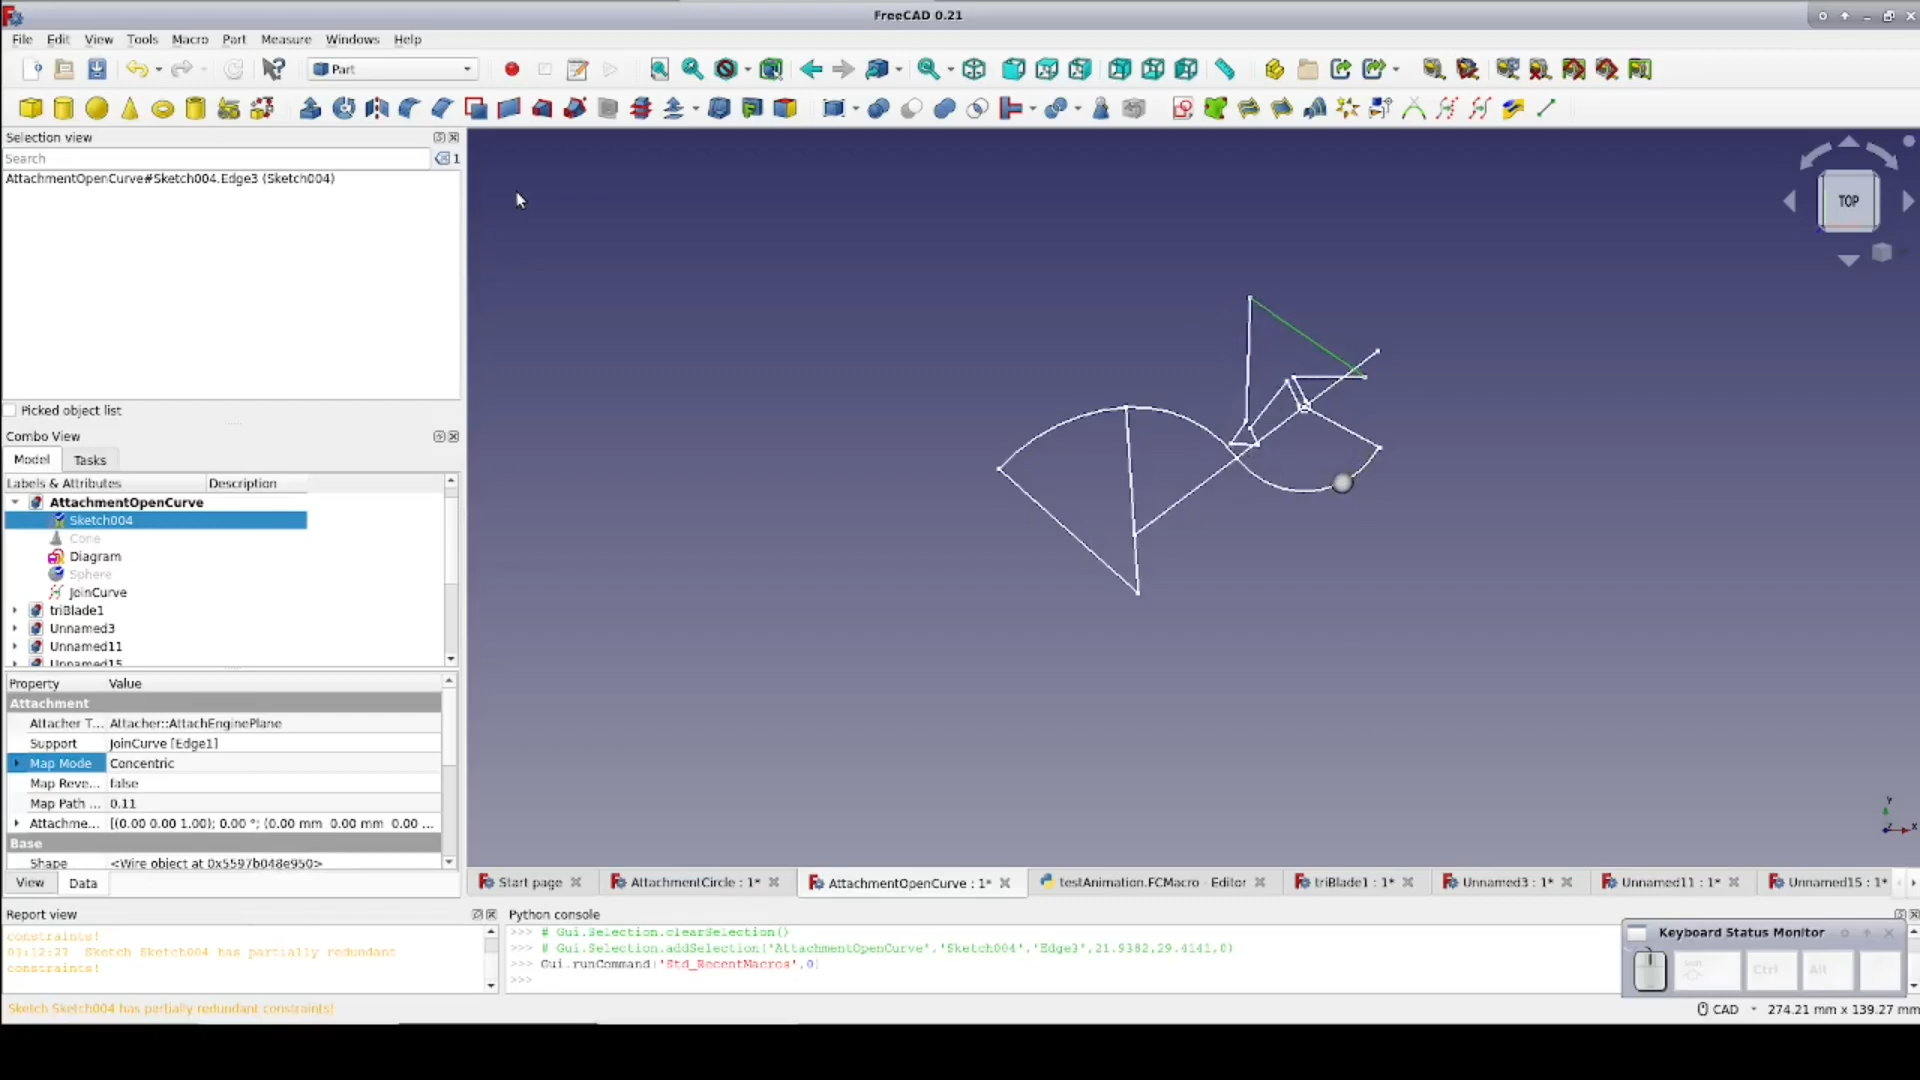 FreeCAD 0.21
File Edit View Tools Macro Part Measure Windows Help
Part
Selection view
Search
1
AttachmentOpenCurve#Sketch004.Edge3 (Sketch004)
TOP
Picked object list
Combo View
Model Tasks
Labels & Attributes Description
AttachmentOpenCurve
Sketch004
Cone
Diagram
Sphere
JoinCurve
triBlade1
Unnamed3
Unnamed11
Unnamed15
Property Value
Attachment
Attacher T... Attacher::AttachEnginePlane
Support JoinCurve [Edge1]
Map Mode Concentric
Map Reve... false
Map Path ... 0.11
Attachme... [(0.00 0.00 1.00); 0.00 °; (0.00 mm 0.00 mm 0.00 ...
Base
Shape <Wire object at 0x5597b048e950>
View Data
Y
Z
X
Start page AttachmentCircle : 1* AttachmentOpenCurve : 1* testAnimation.FCMacro - Editor triBlade1 : 1* Unnamed3 : 1* Unnamed11 : 1* Unnamed15 : 1*
Report view
constraints!
03:12:27 Sketch Sketch004 has partially redundant
constraints!
Python console
>>> # Gui.Selection.clearSelection()
>>> # Gui.Selection.addSelection('AttachmentOpenCurve','Sketch004','Edge3',21.9382,29.4141,0)
>>> Gui.runCommand('Std_RecentMacros',0)
>>>
Keyboard Status Monitor
Ctrl Alt
Sketch Sketch004 has partially redundant constraints!
CAD 274.21 mm x 139.27 mm